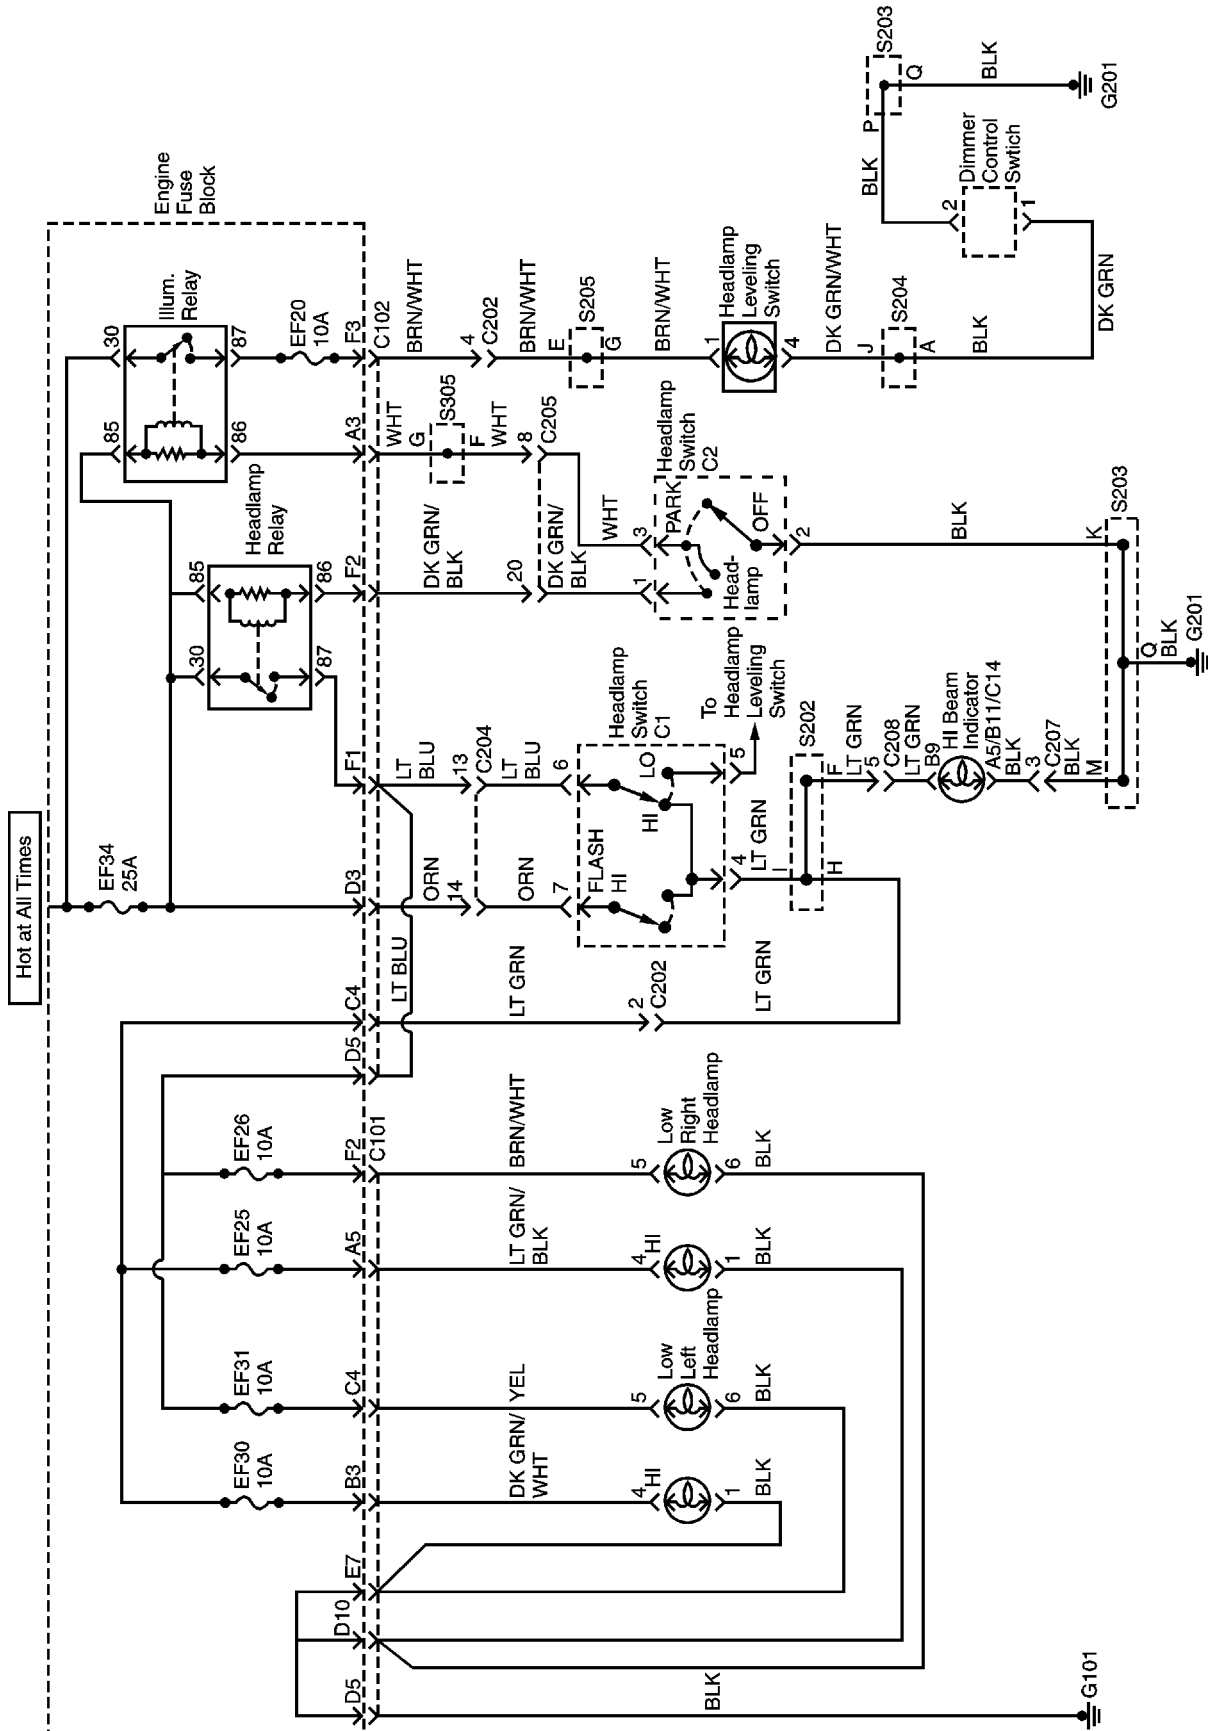 Hot at All Times
EF34
25A
Engine
Fuse
Block
Illum.
Relay
30
87
85
86
EF20
10A
F3
C102
A3
Headlamp
Relay
85
86
30
87
F2
F1
D3
C4
D5
EF26
10A
F2
C101
EF25
10A
A5
EF31
10A
C4
EF30
10A
B3
E7
D10
D5
BRN/WHT
4
C202
BRN/WHT
E
S205
G
BRN/WHT
1
Headlamp
Leveling
Switch
4
DK GRN/WHT
J
S204
A
BLK
DK GRN
1
Dimmer
Control
Swtich
2
BLK
P
S203
Q
BLK
G201
WHT
G
S305
F
WHT
8
C205
WHT
3
DK GRN/
BLK
20
DK GRN/
BLK
1
Headlamp
Switch
C2
PARK
OFF
Head-
lamp
2
BLK
K
S203
Q
BLK
G201
M
LT
BLU
13
C204
LT
BLU
6
ORN
14
ORN
7
Headlamp
Switch
C1
FLASH
HI
HI
LO
5
To
Headlamp
Leveling
Switch
4
LT GRN
I
S202
H
F
LT GRN
5
C208
LT GRN
B9
HI Beam
Indicator
A5/B11/C14
BLK
3
C207
BLK
LT BLU
LT GRN
2
C202
LT GRN
BRN/WHT
5
Low
Right
Headlamp
6
BLK
LT GRN/
BLK
4
HI
1
BLK
YEL
5
Low
Left
Headlamp
6
BLK
DK GRN/
WHT
4
HI
1
BLK
BLK
G101